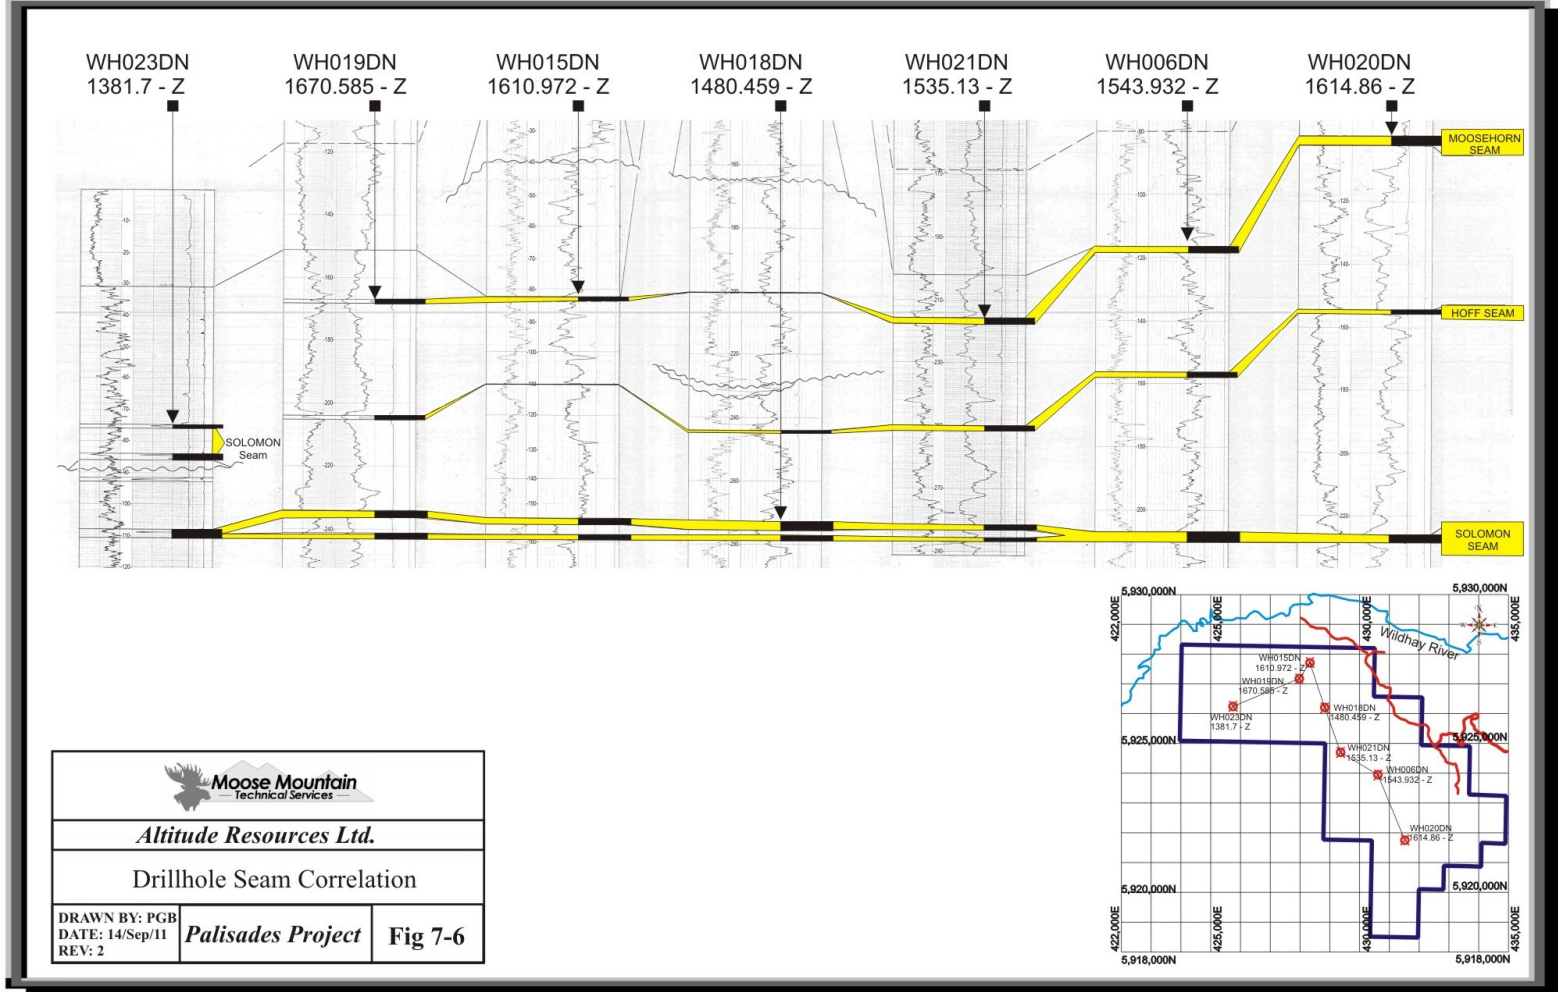 WH023DN
1381.7 - Z
WH019DN
1670.585 - Z
WH015DN
1610.972 - Z
WH018DN
1480.459 - Z
WH021DN
1535.13 - Z
WH006DN
1543.932 - Z
WH020DN
1614.86 - Z
MOOSEHORN
SEAM
HOFF SEAM
SOLOMON
Seam
SOLOMON
SEAM
5,930,000N
5,930,000N
422,000E
425,000E
430,000E
435,000E
Wildhay River
WH015DN
1610.972 - Z
WH019DN
1670.585 - Z
WH023DN
1381.7 - Z
WH018DN
1480.459 - Z
5,925,000N
5,925,000N
WH021DN
1535.13 - Z
WH006DN
1543.932 - Z
WH020DN
1614.86 - Z
5,920,000N
5,920,000N
422,000E
425,000E
430,000E
435,000E
5,918,000N
5,918,000N
Moose Mountain
Technical Services
Altitude Resources Ltd.
Drillhole Seam Correlation
DRAWN BY: PGB
DATE: 14/Sep/11
REV: 2
Palisades Project
Fig 7-6